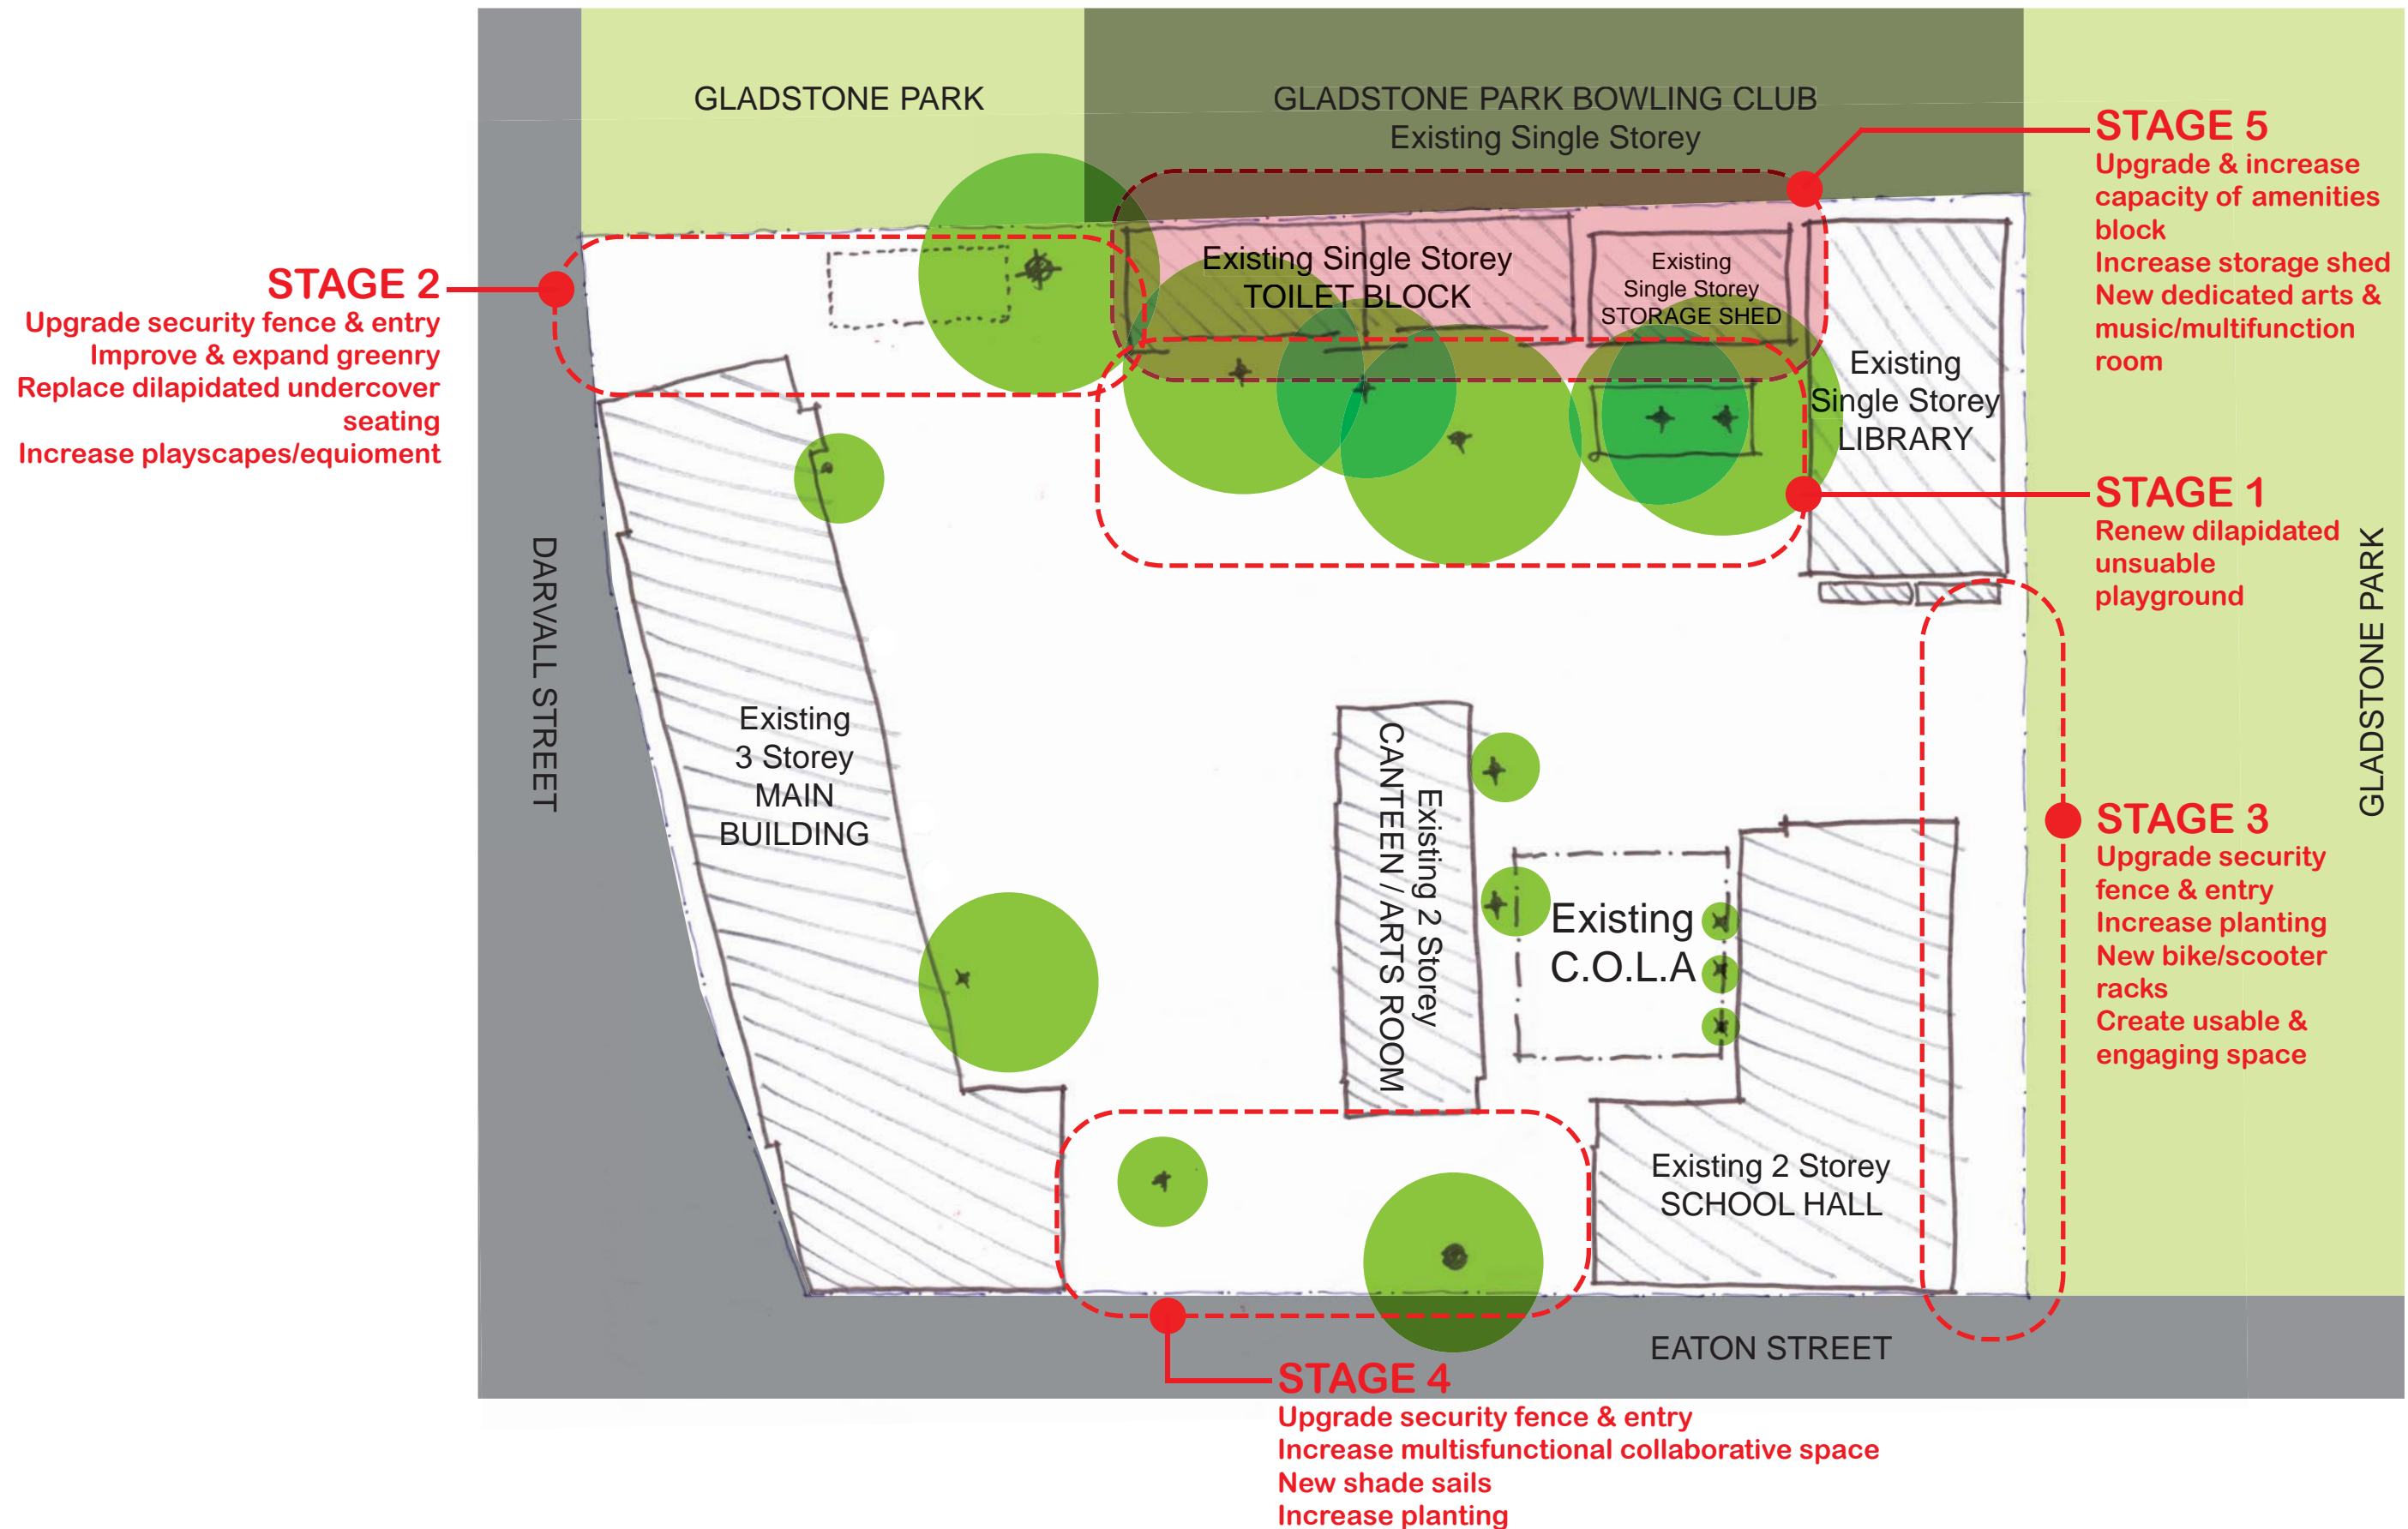 GLADSTONE PARK
GLADSTONE PARK BOWLING CLUB
Existing Single Storey
STAGE 5
Upgrade & increase
capacity of amenities
block
Increase storage shed
New dedicated arts &
music/multifunction
room
STAGE 2
Upgrade security fence & entry
Improve & expand greenry
Replace dilapidated undercover
seating
Increase playscapes/equioment
Existing Single Storey
TOILET BLOCK
Existing
Single Storey
STORAGE SHED
Existing
Single Storey
LIBRARY
STAGE 1
Renew dilapidated
unsuable
playground
DARVALL STREET
GLADSTONE PARK
Existing
3 Storey
MAIN
BUILDING
Existing 2 Storey
CANTEEN / ARTS ROOM
Existing
C.O.L.A
STAGE 3
Upgrade security
fence & entry
Increase planting
New bike/scooter
racks
Create usable &
engaging space
Existing 2 Storey
SCHOOL HALL
EATON STREET
STAGE 4
Upgrade security fence & entry
Increase multisfunctional collaborative space
New shade sails
Increase planting